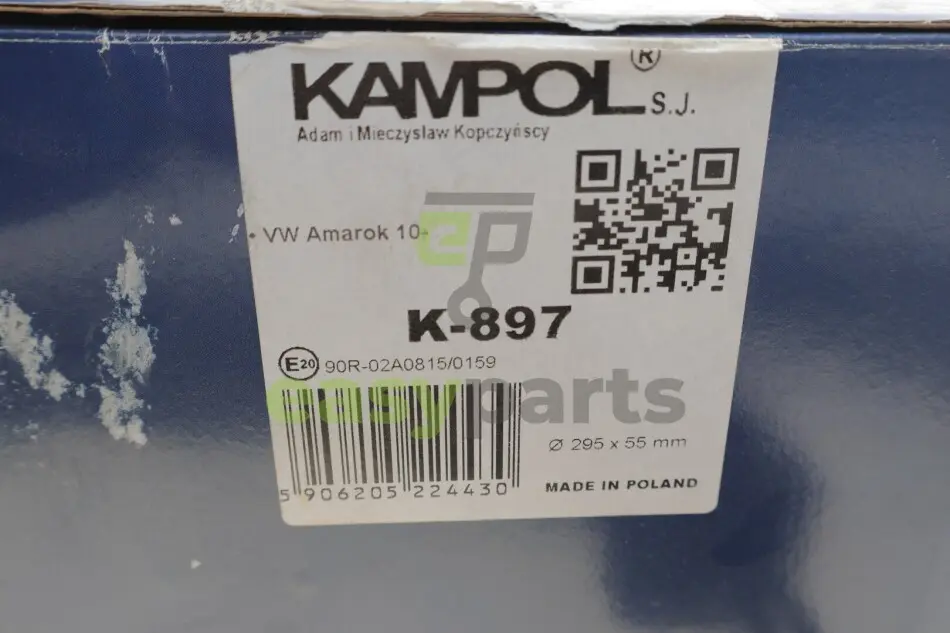 KAMPOL® S.J.
Adam i Mieczysław Kopczyńscy
• VW Amarok 10-
ep
K-897
E20 90R-02A0815/0159
easyparts
Ø 295 x 55 mm
5 906205 224430
MADE IN POLAND